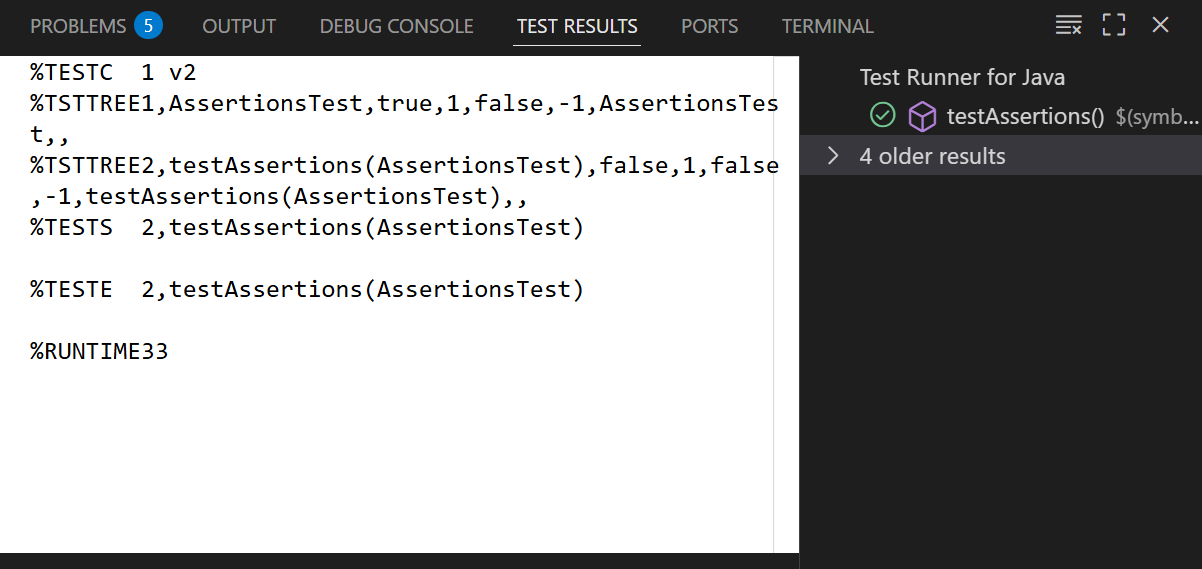 PROBLEMS 5 OUTPUT DEBUG CONSOLE TEST RESULTS PORTS TERMINAL
%TESTC  1 v2
%TSTTREE1,AssertionsTest,true,1,false,-1,AssertionsTes
t,,
%TSTTREE2,testAssertions(AssertionsTest),false,1,false
,-1,testAssertions(AssertionsTest),,
%TESTS  2,testAssertions(AssertionsTest)
%TESTE  2,testAssertions(AssertionsTest)
%RUNTIME33
Test Runner for Java
testAssertions() $(symb...
4 older results